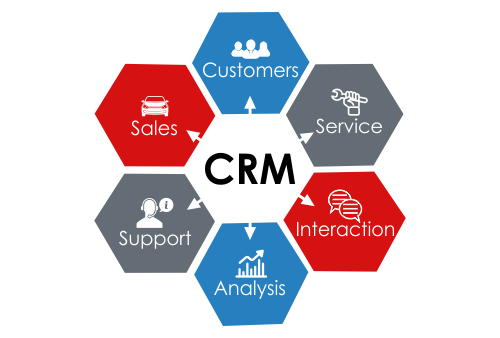 Customers
Sales
Service
CRM
Support
Interaction
Analysis